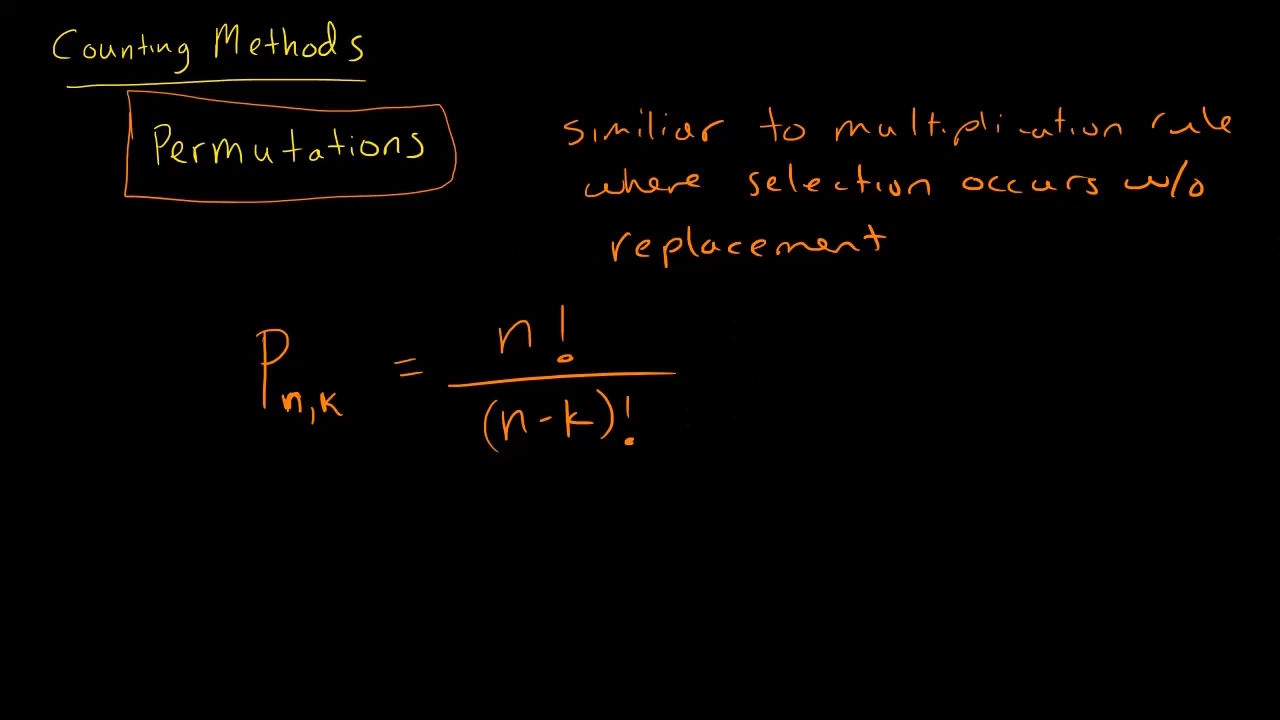 Counting Methods
Permutations
similiar to multiplication rule
where selection occurs w/o
replacement
P n,k = n! / (n-k)!